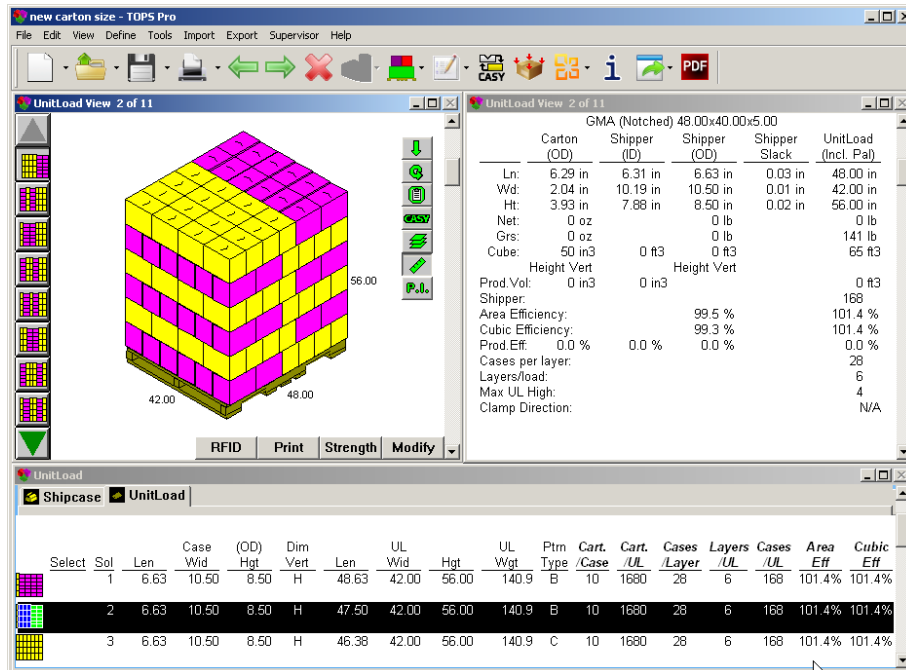 new carton size - TOPS Pro
File Edit View Define Tools Import Export Supervisor Help
CASY i PDF
UnitLoad View 2 of 11
CASY
P.I.
56.00
42.00
48.00
RFID Print Strength Modify
UnitLoad View 2 of 11
GMA (Notched) 48.00x40.00x5.00
Carton Shipper Shipper Shipper UnitLoad
(OD) (ID) (OD) Slack (Incl. Pal)
Ln: 6.29 in 6.31 in 6.63 in 0.03 in 48.00 in
Wd: 2.04 in 10.19 in 10.50 in 0.01 in 42.00 in
Ht: 3.93 in 7.88 in 8.50 in 0.02 in 56.00 in
Net: 0 oz 0 lb 0 lb
Grs: 0 oz 0 lb 141 lb
Cube: 50 in3 0 ft3 0 ft3 65 ft3
Height Vert Height Vert
Prod.Vol: 0 in3 0 in3 0 ft3
Shipper: 168
Area Efficiency: 99.5 % 101.4 %
Cubic Efficiency: 99.3 % 101.4 %
Prod.Eff: 0.0 % 0.0 % 0.0 % 0.0 %
Cases per layer: 28
Layers/load: 6
Max UL High: 4
Clamp Direction: N/A
UnitLoad
Shipcase UnitLoad
Case (OD) Dim UL UL Ptrn Cart. Cart. Cases Layers Cases Area Cubic
Select Sol Len Wid Hgt Vert Len Wid Hgt Wgt Type /Case /UL /Layer /UL /UL Eff Eff
1 6.63 10.50 8.50 H 48.63 42.00 56.00 140.9 B 10 1680 28 6 168 101.4% 101.4%
2 6.63 10.50 8.50 H 47.50 42.00 56.00 140.9 B 10 1680 28 6 168 101.4% 101.4%
3 6.63 10.50 8.50 H 46.38 42.00 56.00 140.9 C 10 1680 28 6 168 101.4% 101.4%